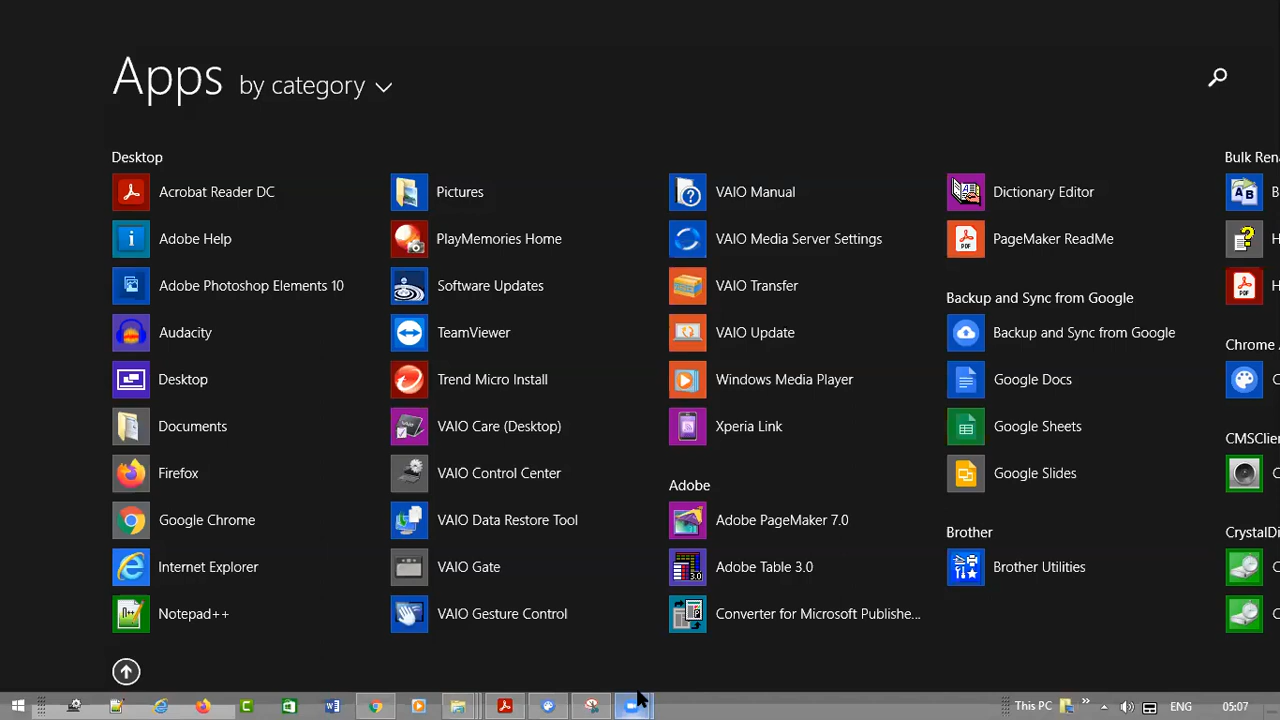 Apps by category
Desktop
Acrobat Reader DC
Adobe Help
Adobe Photoshop Elements 10
Audacity
Desktop
Documents
Firefox
Google Chrome
Internet Explorer
Notepad++
Pictures
PlayMemories Home
Software Updates
TeamViewer
Trend Micro Install
VAIO Care (Desktop)
VAIO Control Center
VAIO Data Restore Tool
VAIO Gate
VAIO Gesture Control
VAIO Manual
VAIO Media Server Settings
VAIO Transfer
VAIO Update
Windows Media Player
Xperia Link
Adobe
Adobe PageMaker 7.0
Adobe Table 3.0
Converter for Microsoft Publishe...
Dictionary Editor
PageMaker ReadMe
Backup and Sync from Google
Backup and Sync from Google
Google Docs
Google Sheets
Google Slides
Brother
Brother Utilities
Bulk Ren
Chrome
CMSClien
CrystalDi
This PC
ENG
05:07